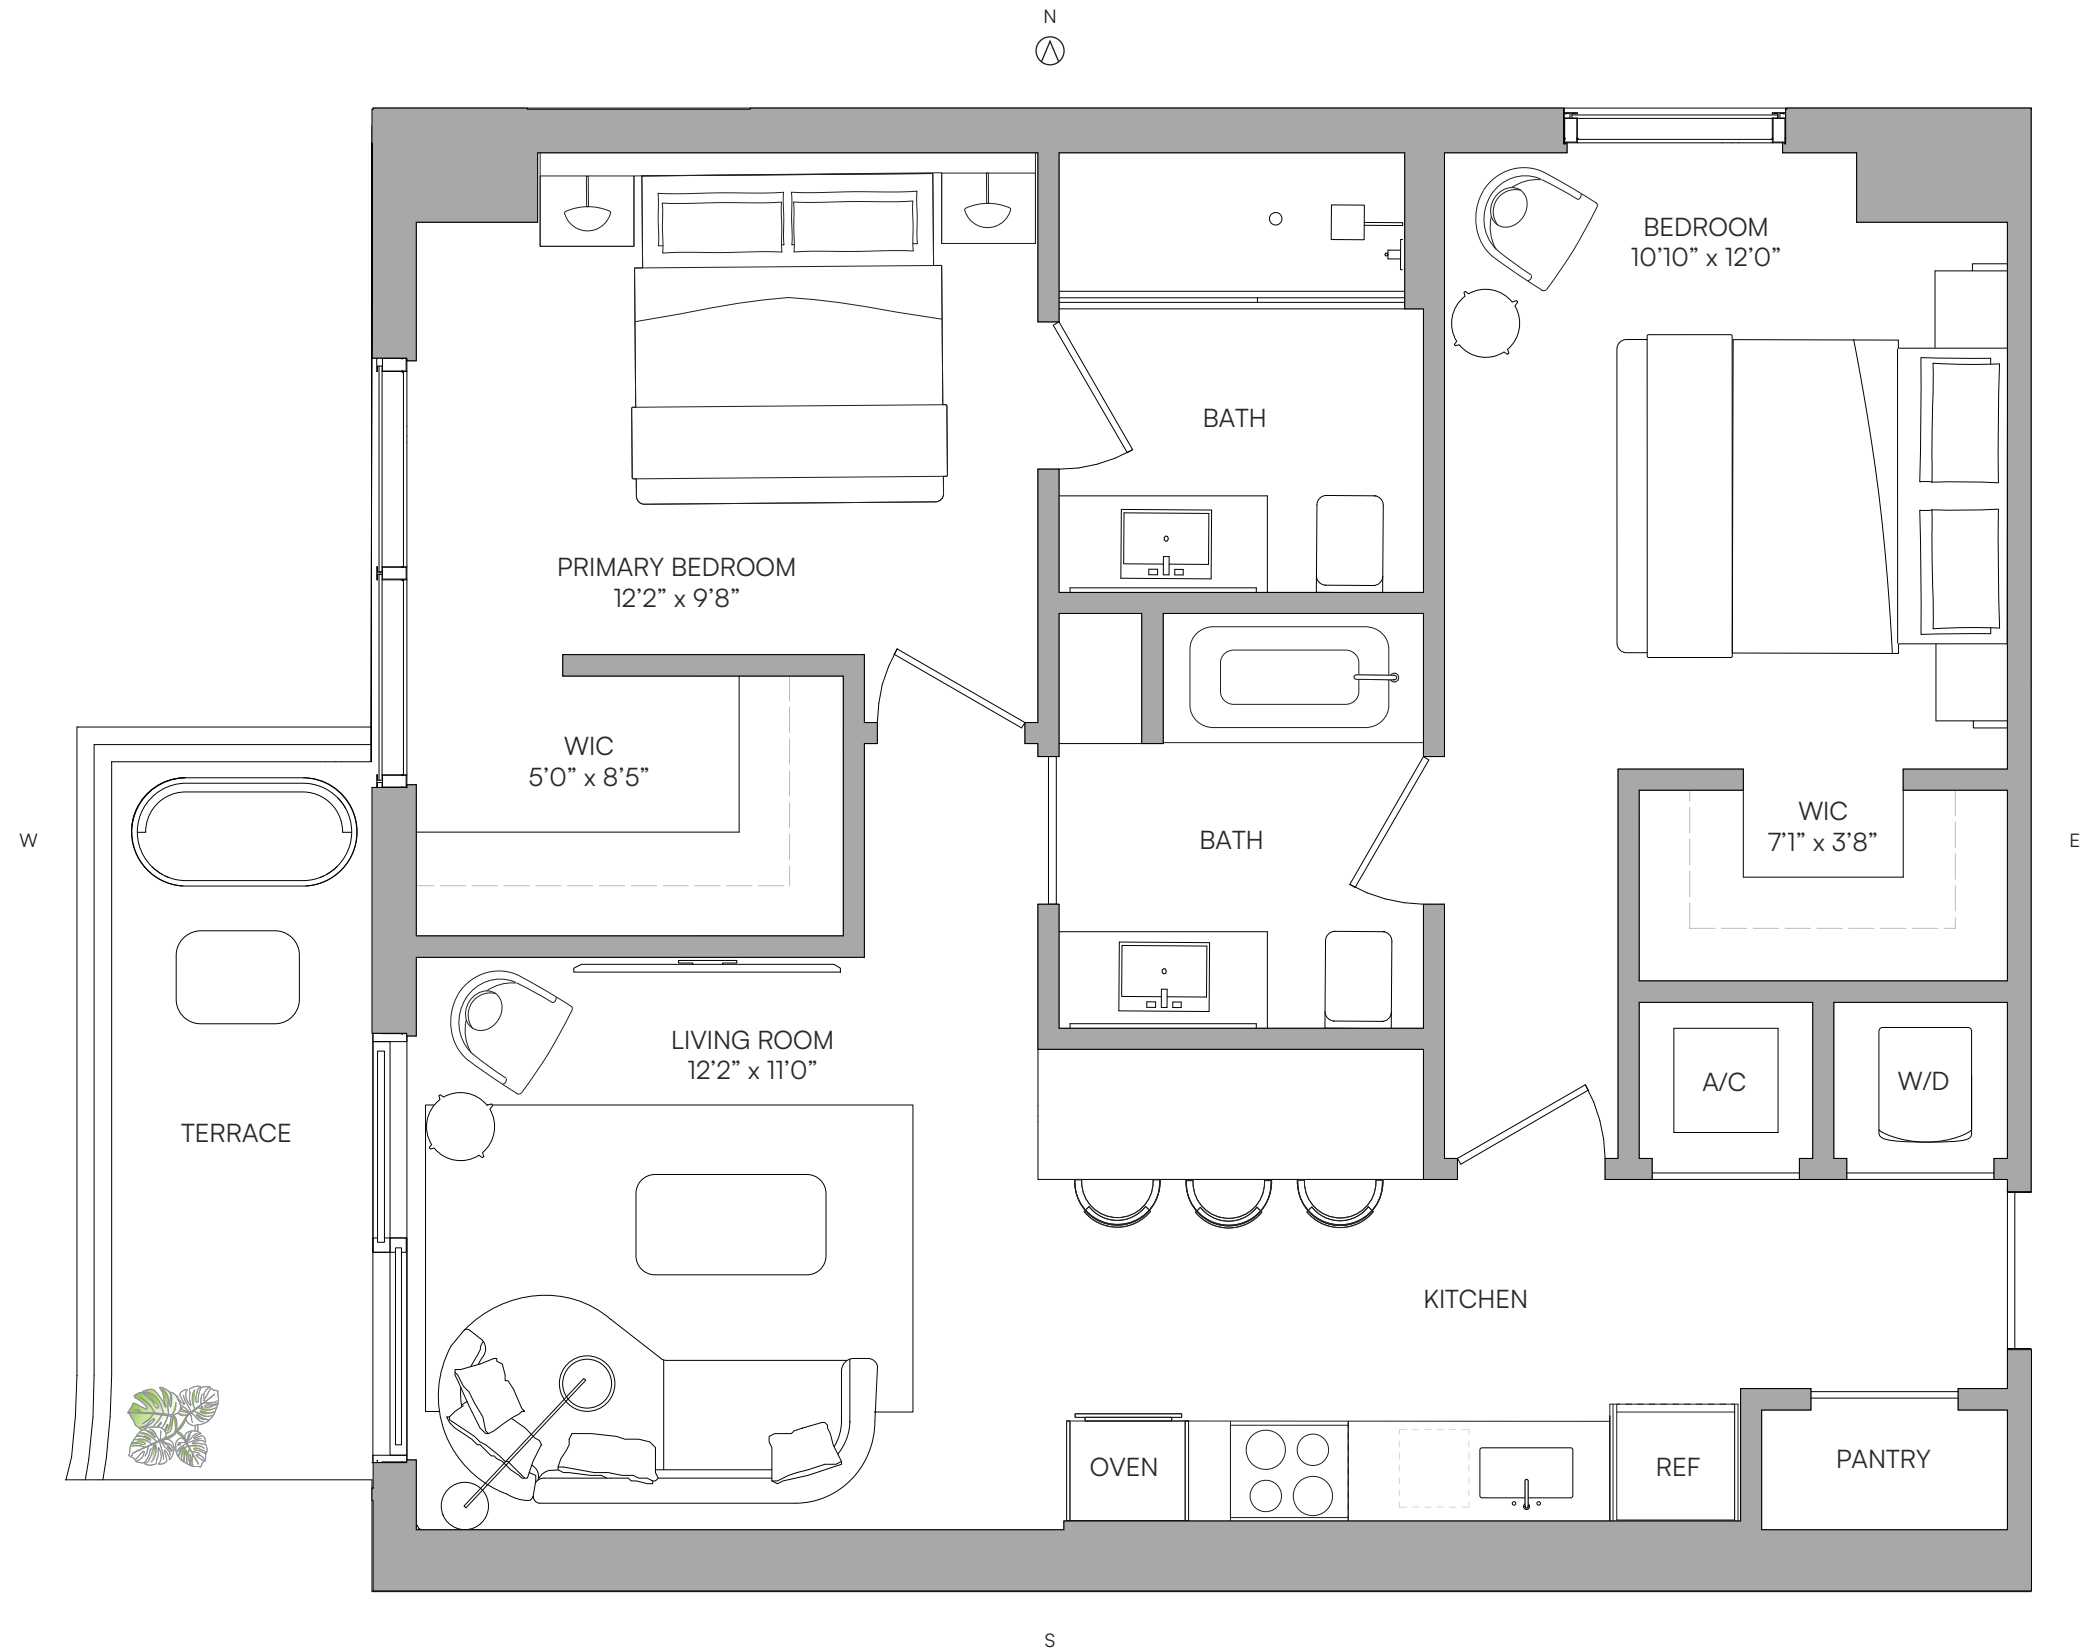 N
BEDROOM
10’10” x 12’0”
BATH
PRIMARY BEDROOM
12’2” x 9’8”
WIC
5’0” x 8’5”
WIC
7’1” x 3’8”
W
BATH
E
LIVING ROOM
12’2” x 11’0”
A/C
W/D
TERRACE
KITCHEN
OVEN
REF
PANTRY
S